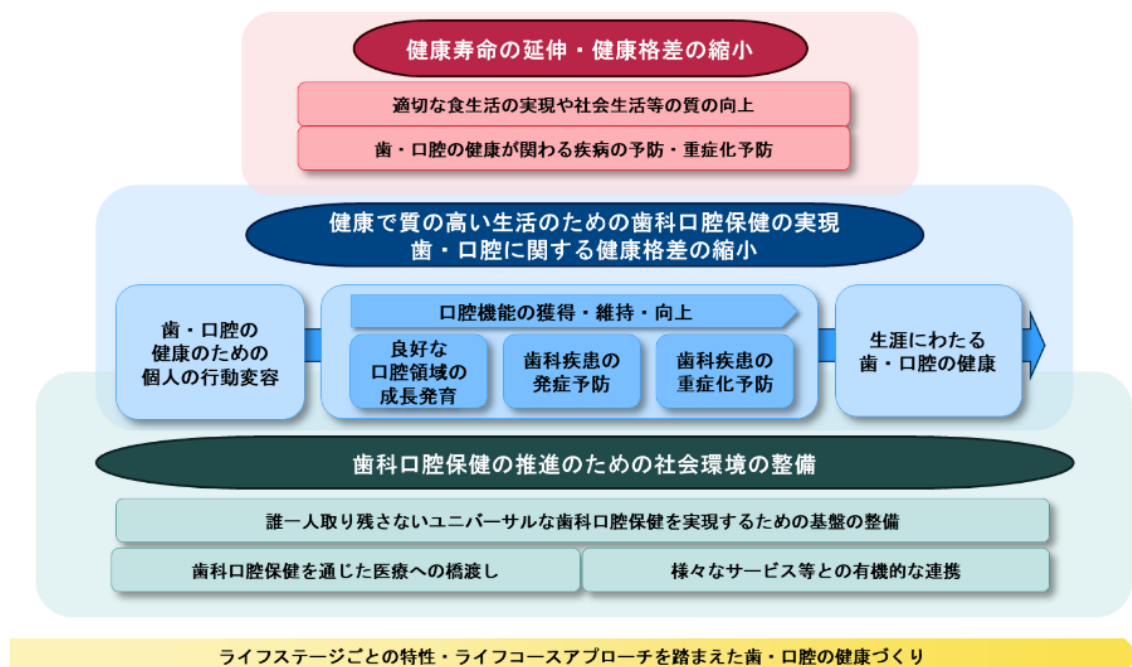 健康寿命の延伸・健康格差の縮小
適切な食生活の実現や社会生活等の質の向上
歯・口腔の健康が関わる疾病の予防・重症化予防
健康で質の高い生活のための歯科口腔保健の実現
歯・口腔に関する健康格差の縮小
歯・口腔の
健康のための
個人の行動変容
口腔機能の獲得・維持・向上
良好な
口腔領域の
成長発育
歯科疾患の
発症予防
歯科疾患の
重症化予防
生涯にわたる
歯・口腔の健康
歯科口腔保健の推進のための社会環境の整備
誰一人取り残さないユニバーサルな歯科口腔保健を実現するための基盤の整備
歯科口腔保健を通じた医療への橋渡し
様々なサービス等との有機的な連携
ライフステージごとの特性・ライフコースアプローチを踏まえた歯・口腔の健康づくり